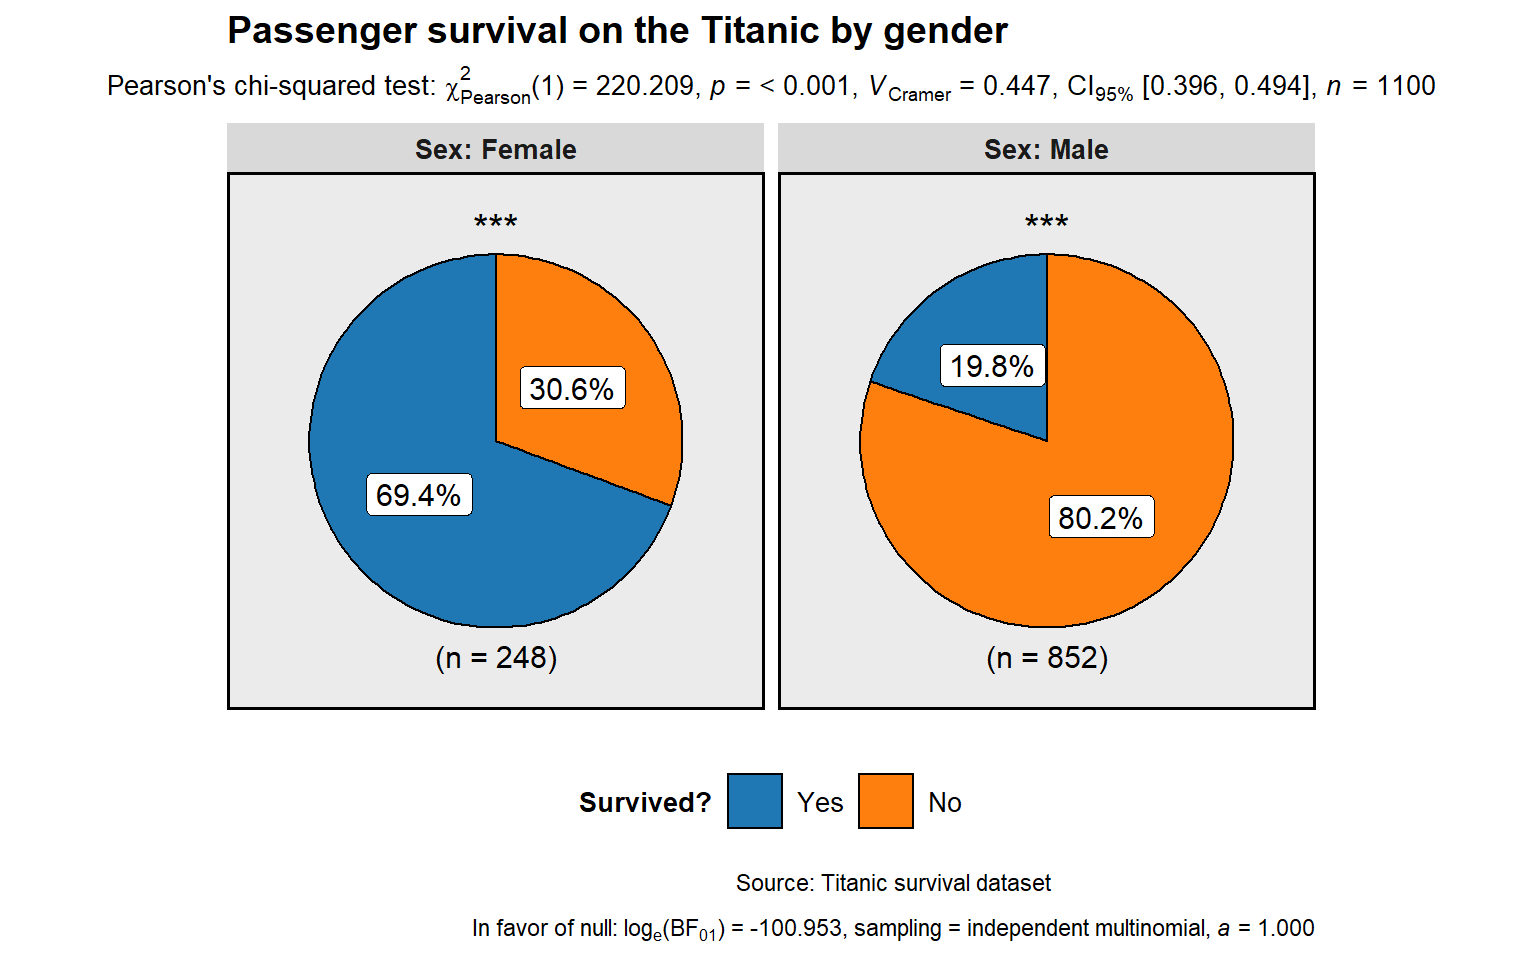 Passenger survival on the Titanic by gender
Pearson's chi-squared test: χ²Pearson(1) = 220.209, p = < 0.001, VCramer = 0.447, CI95% [0.396, 0.494], n = 1100
Sex: Female
Sex: Male
***
***
30.6%
69.4%
19.8%
80.2%
(n = 248)
(n = 852)
Survived? Yes No
Source: Titanic survival dataset
In favor of null: loge(BF01) = -100.953, sampling = independent multinomial, a = 1.000